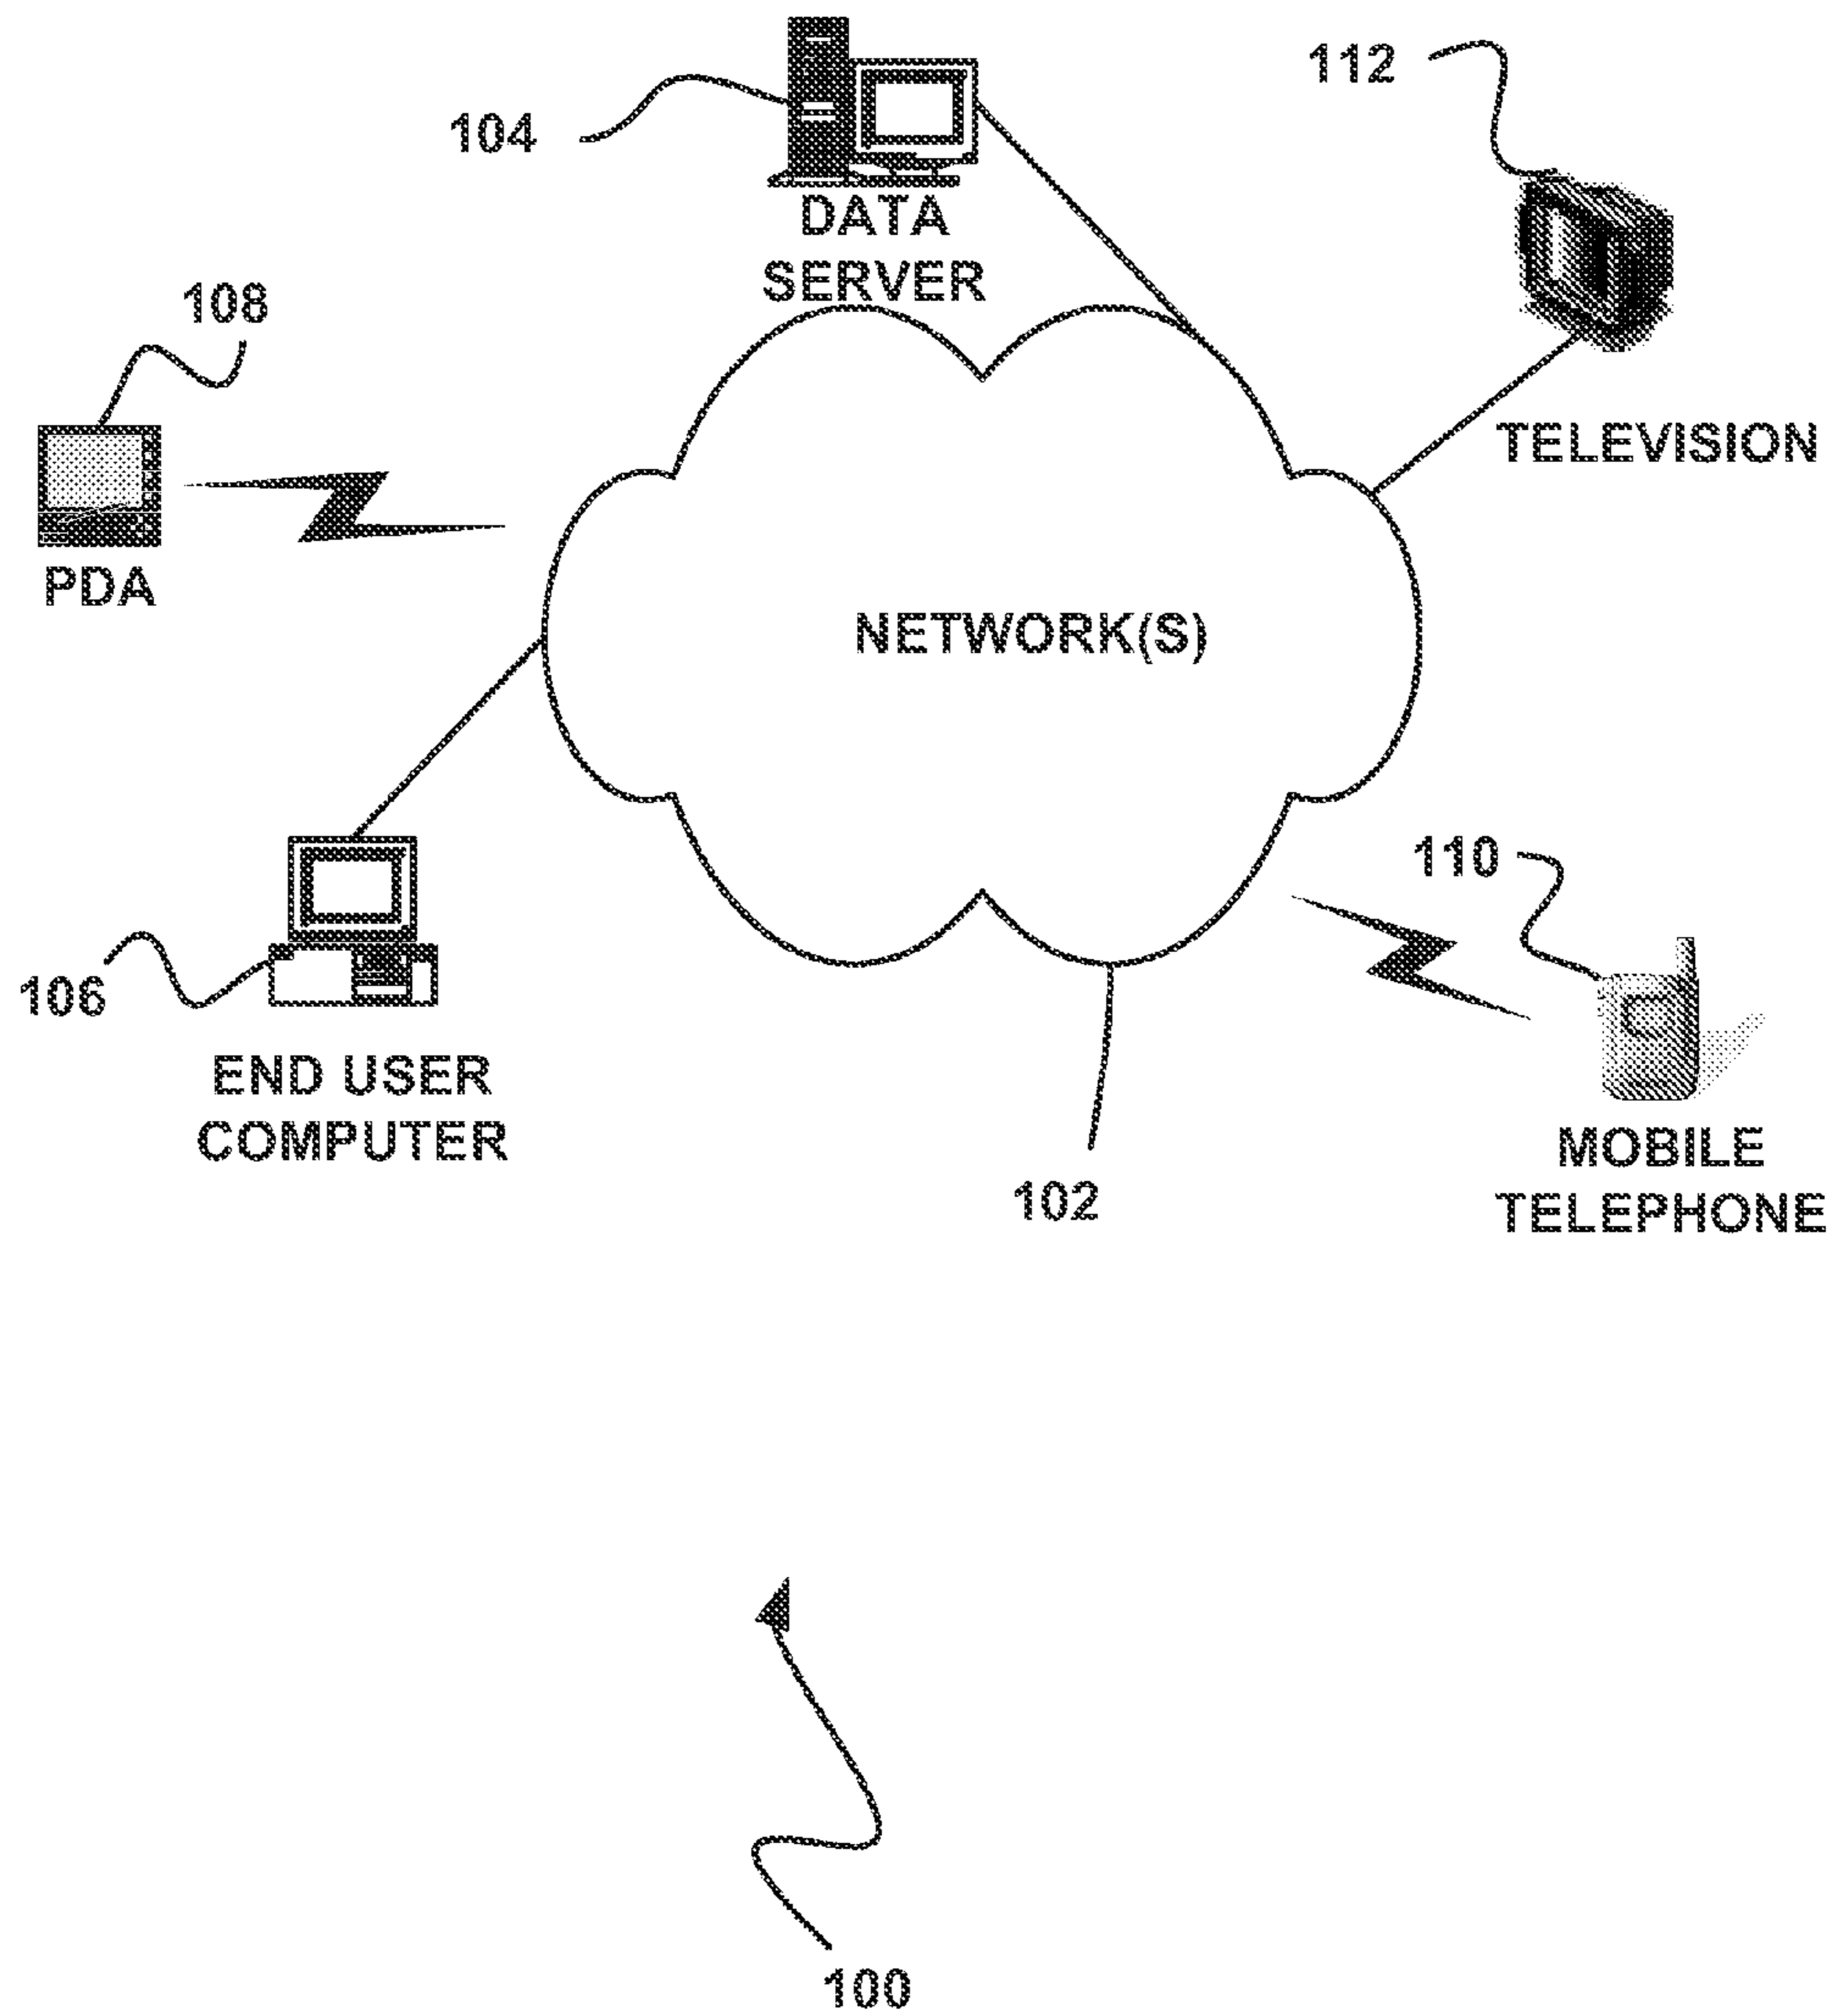 112
104
DATA
SERVER
108
TELEVISION
PDA
NETWORK(S)
110
106
END USER
COMPUTER
MOBILE
TELEPHONE
102
100